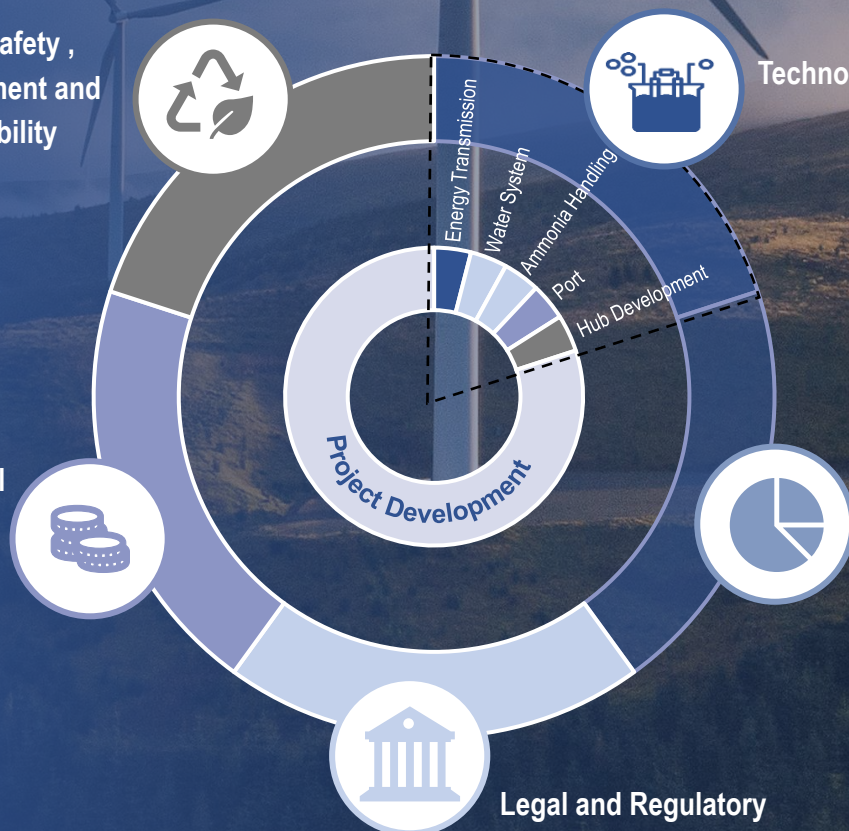 afety ,
ment and
bility
Techno
Energy Transmission
Water System
Ammonia Handling
Port
Hub Development
Project Development
Legal and Regulatory